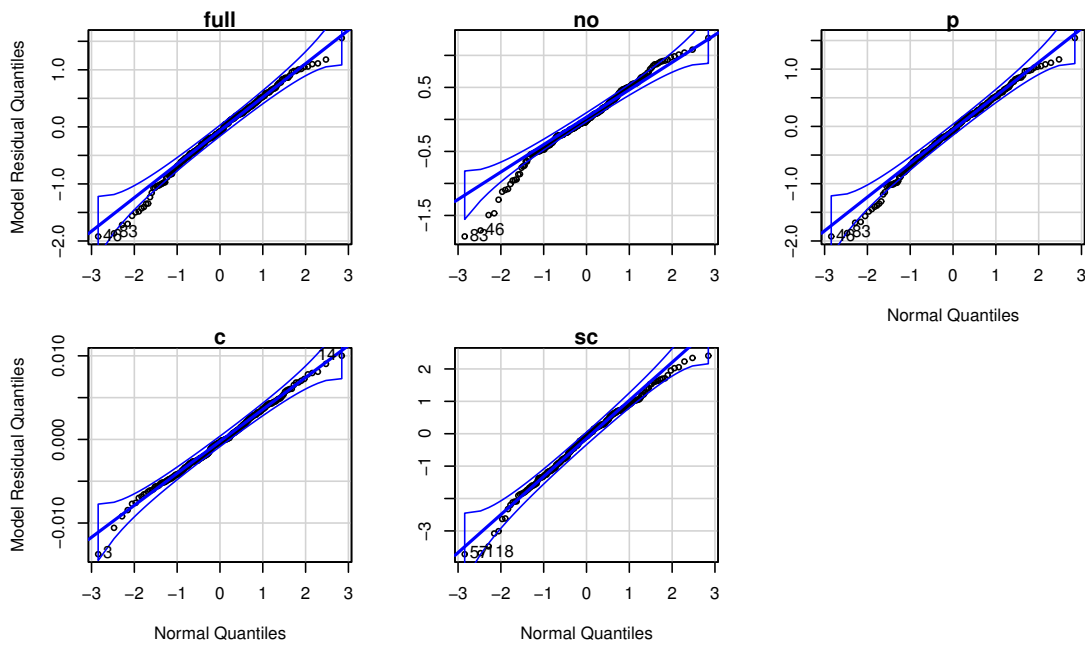 full
no
p
Model Residual Quantiles
1.0
0.0
−1.0
−2.0
46
83
−3 −2 −1 0 1 2 3
0.5
−0.5
−1.5
83
46
−3 −2 −1 0 1 2 3
1.0
0.0
−1.0
−2.0
46
83
−3 −2 −1 0 1 2 3
Normal Quantiles
c
sc
Model Residual Quantiles
0.010
0.000
−0.010
14
3
−3 −2 −1 0 1 2 3
Normal Quantiles
2
1
0
−1
−3
57
118
−3 −2 −1 0 1 2 3
Normal Quantiles